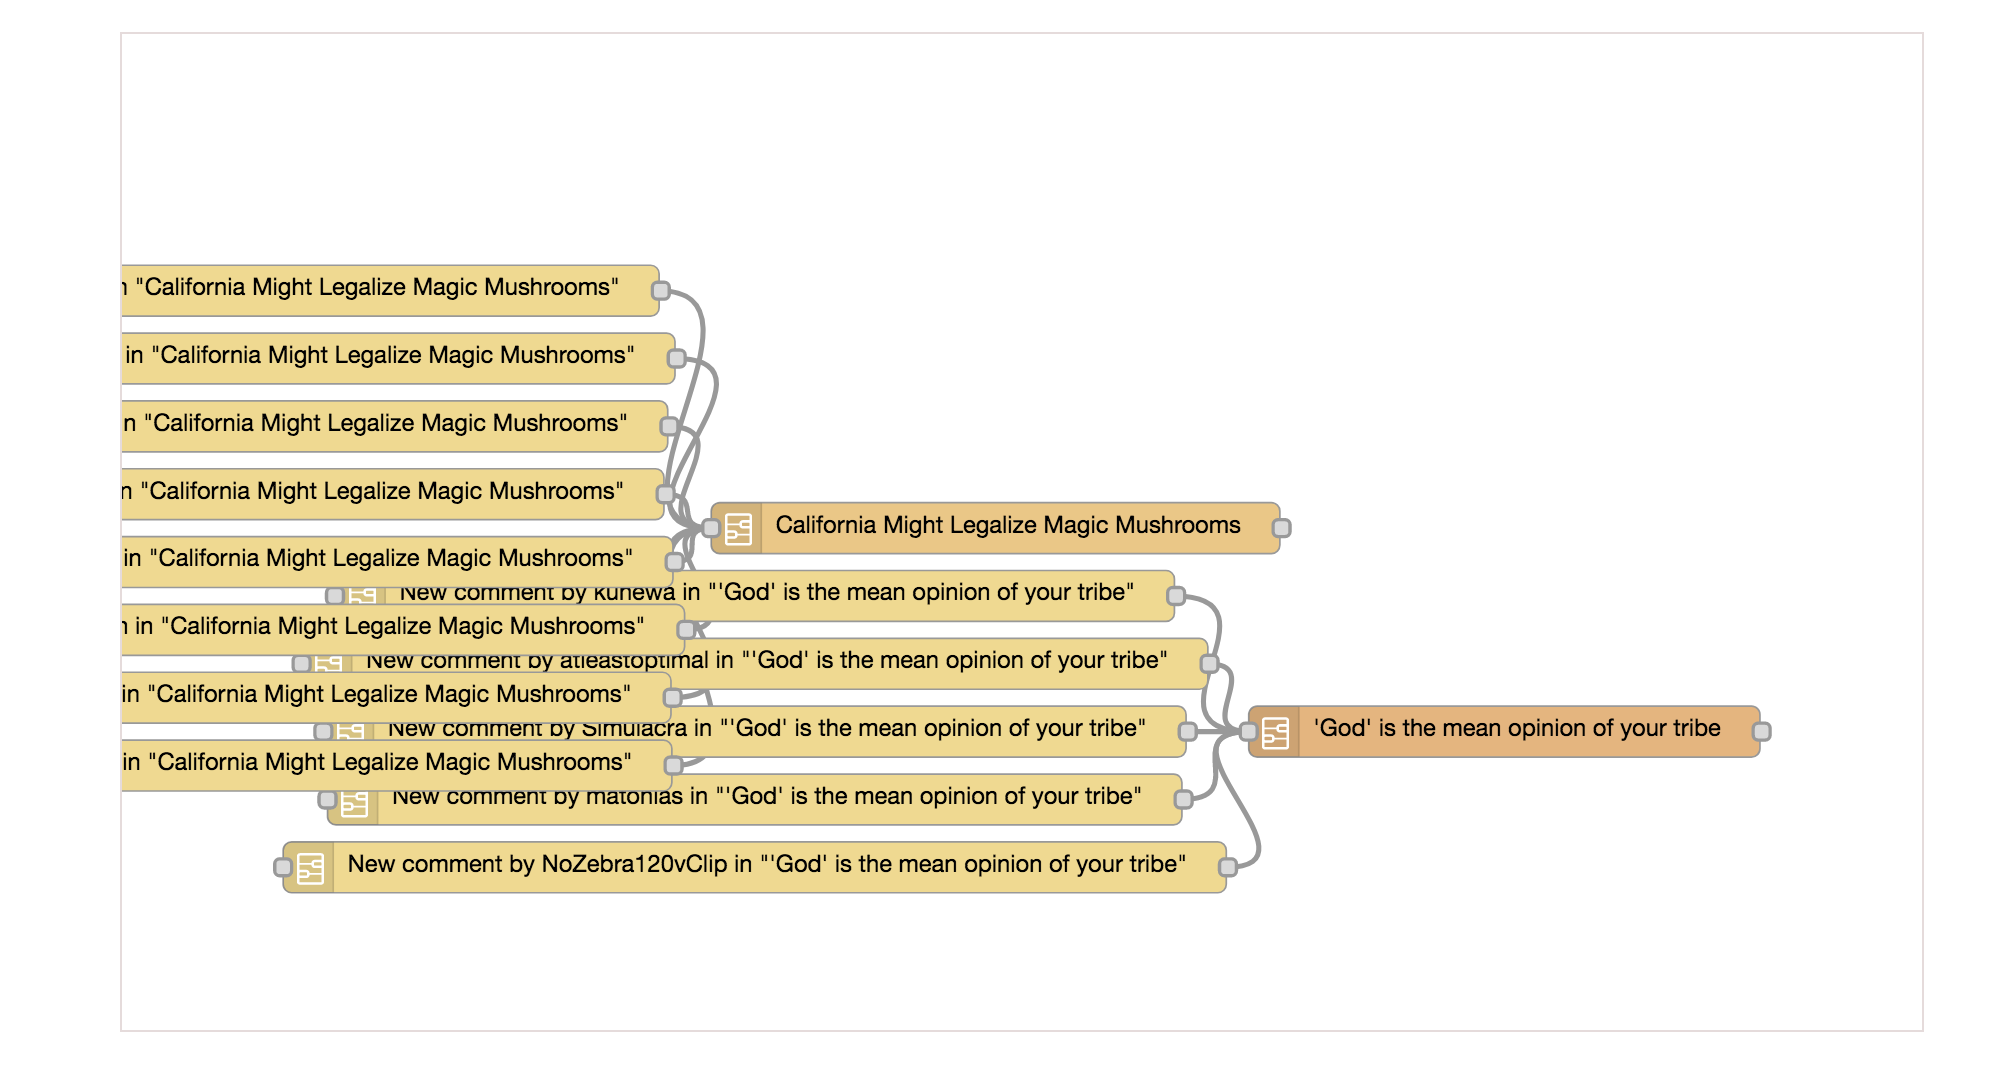 in "California Might Legalize Magic Mushrooms"
in "California Might Legalize Magic Mushrooms"
in "California Might Legalize Magic Mushrooms"
in "California Might Legalize Magic Mushrooms"
California Might Legalize Magic Mushrooms
in "California Might Legalize Magic Mushrooms"
New comment by kunewa in "'God' is the mean opinion of your tribe"
in "California Might Legalize Magic Mushrooms"
New comment by atleastoptimal in "'God' is the mean opinion of your tribe"
in "California Might Legalize Magic Mushrooms"
New comment by Simulacra in "'God' is the mean opinion of your tribe"
'God' is the mean opinion of your tribe
in "California Might Legalize Magic Mushrooms"
New comment by matonias in "'God' is the mean opinion of your tribe"
New comment by NoZebra120vClip in "'God' is the mean opinion of your tribe"